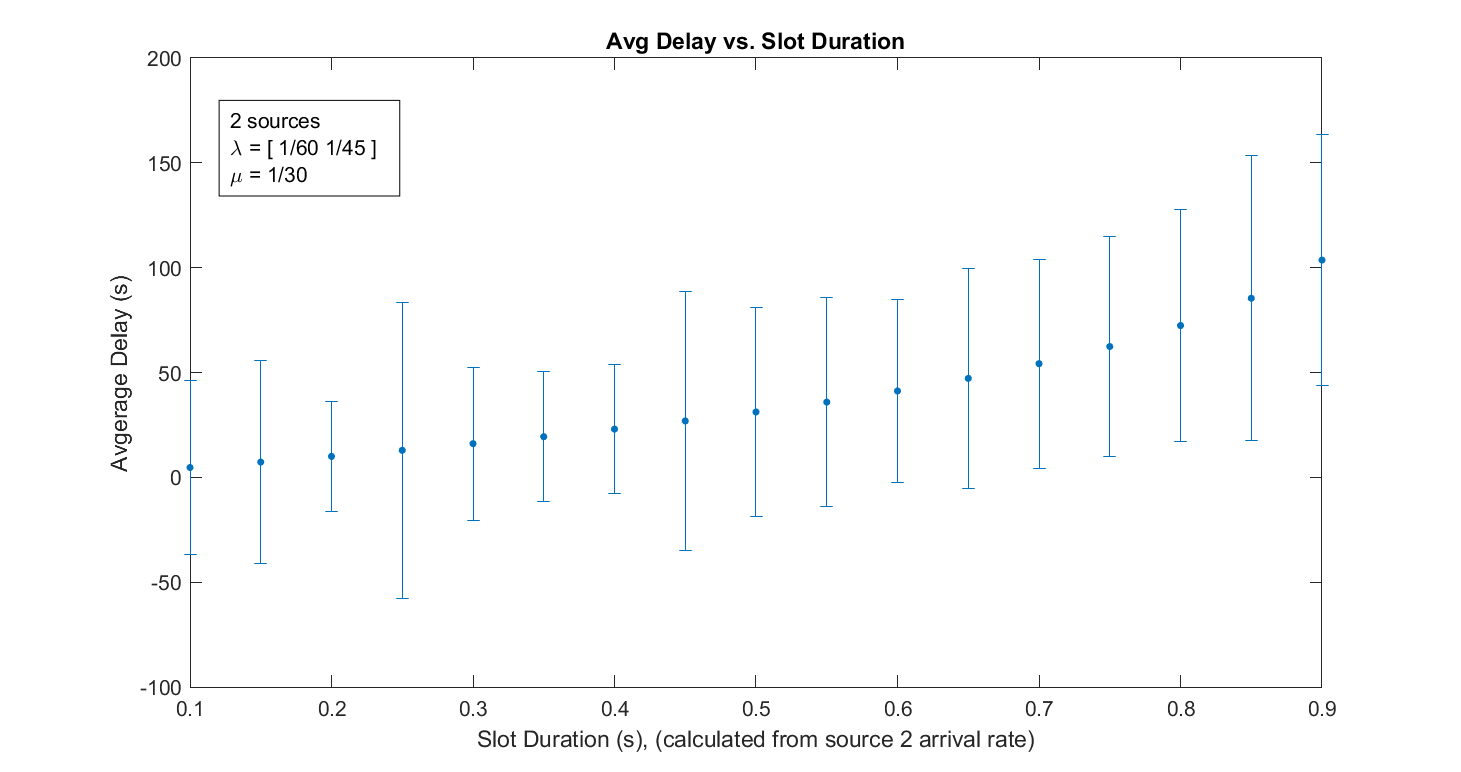 Avg Delay vs. Slot Duration
200
150
100
50
0
-50
-100
Avgerage Delay (s)
2 sources
λ = [ 1/60 1/45 ]
μ = 1/30
0.1 0.2 0.3 0.4 0.5 0.6 0.7 0.8 0.9
Slot Duration (s), (calculated from source 2 arrival rate)